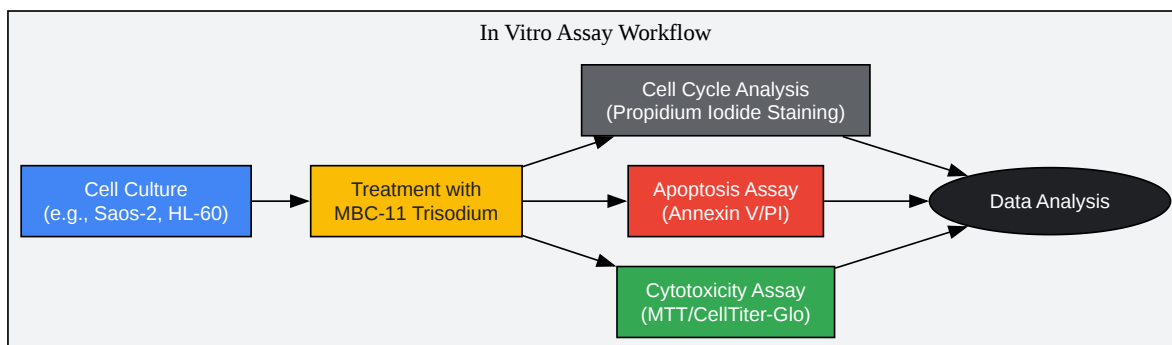 In Vitro Assay Workflow
Cell Cycle Analysis
(Propidium Iodide Staining)
Cell Culture
(e.g., Saos-2, HL-60)
Treatment with
MBC-11 Trisodium
Apoptosis Assay
(Annexin V/PI)
Data Analysis
Cytotoxicity Assay
(MTT/CellTiter-Glo)